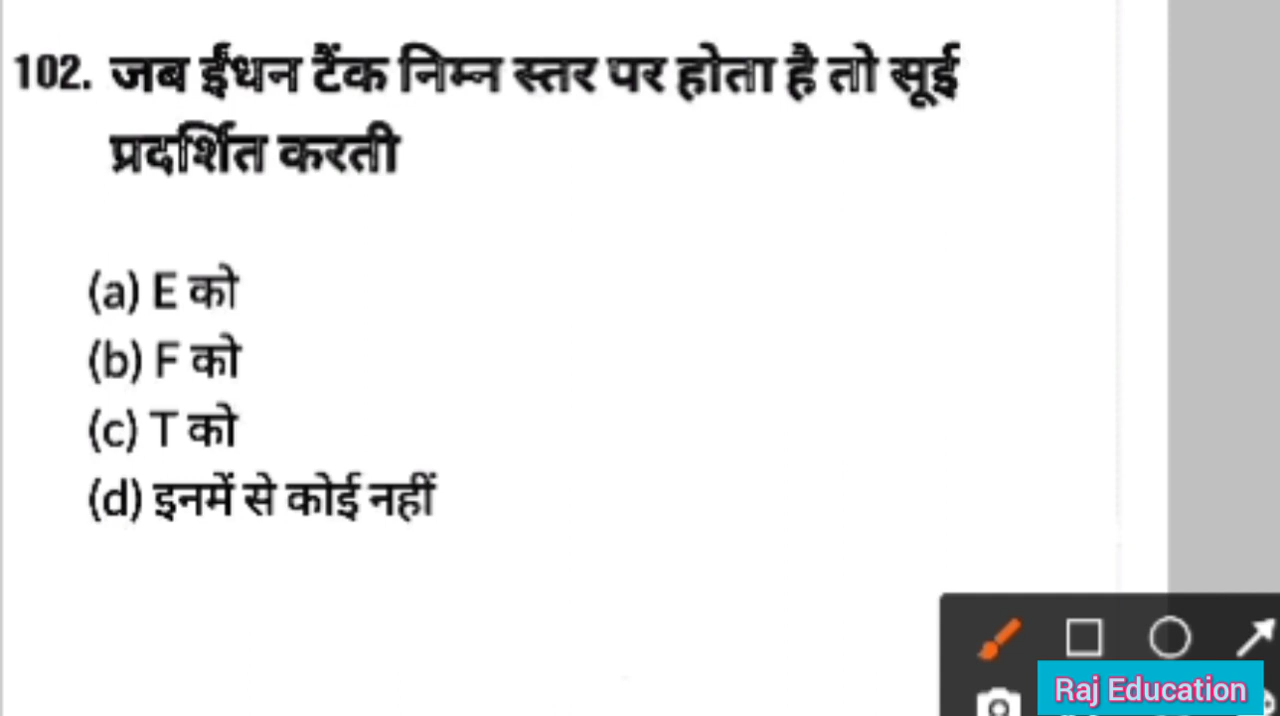 102. जब ईंधन टैंक निम्न स्तर पर होता है तो सूई
प्रदर्शित करती
(a) E को
(b) F को
(c) T को
(d) इनमें से कोई नहीं
Raj Education